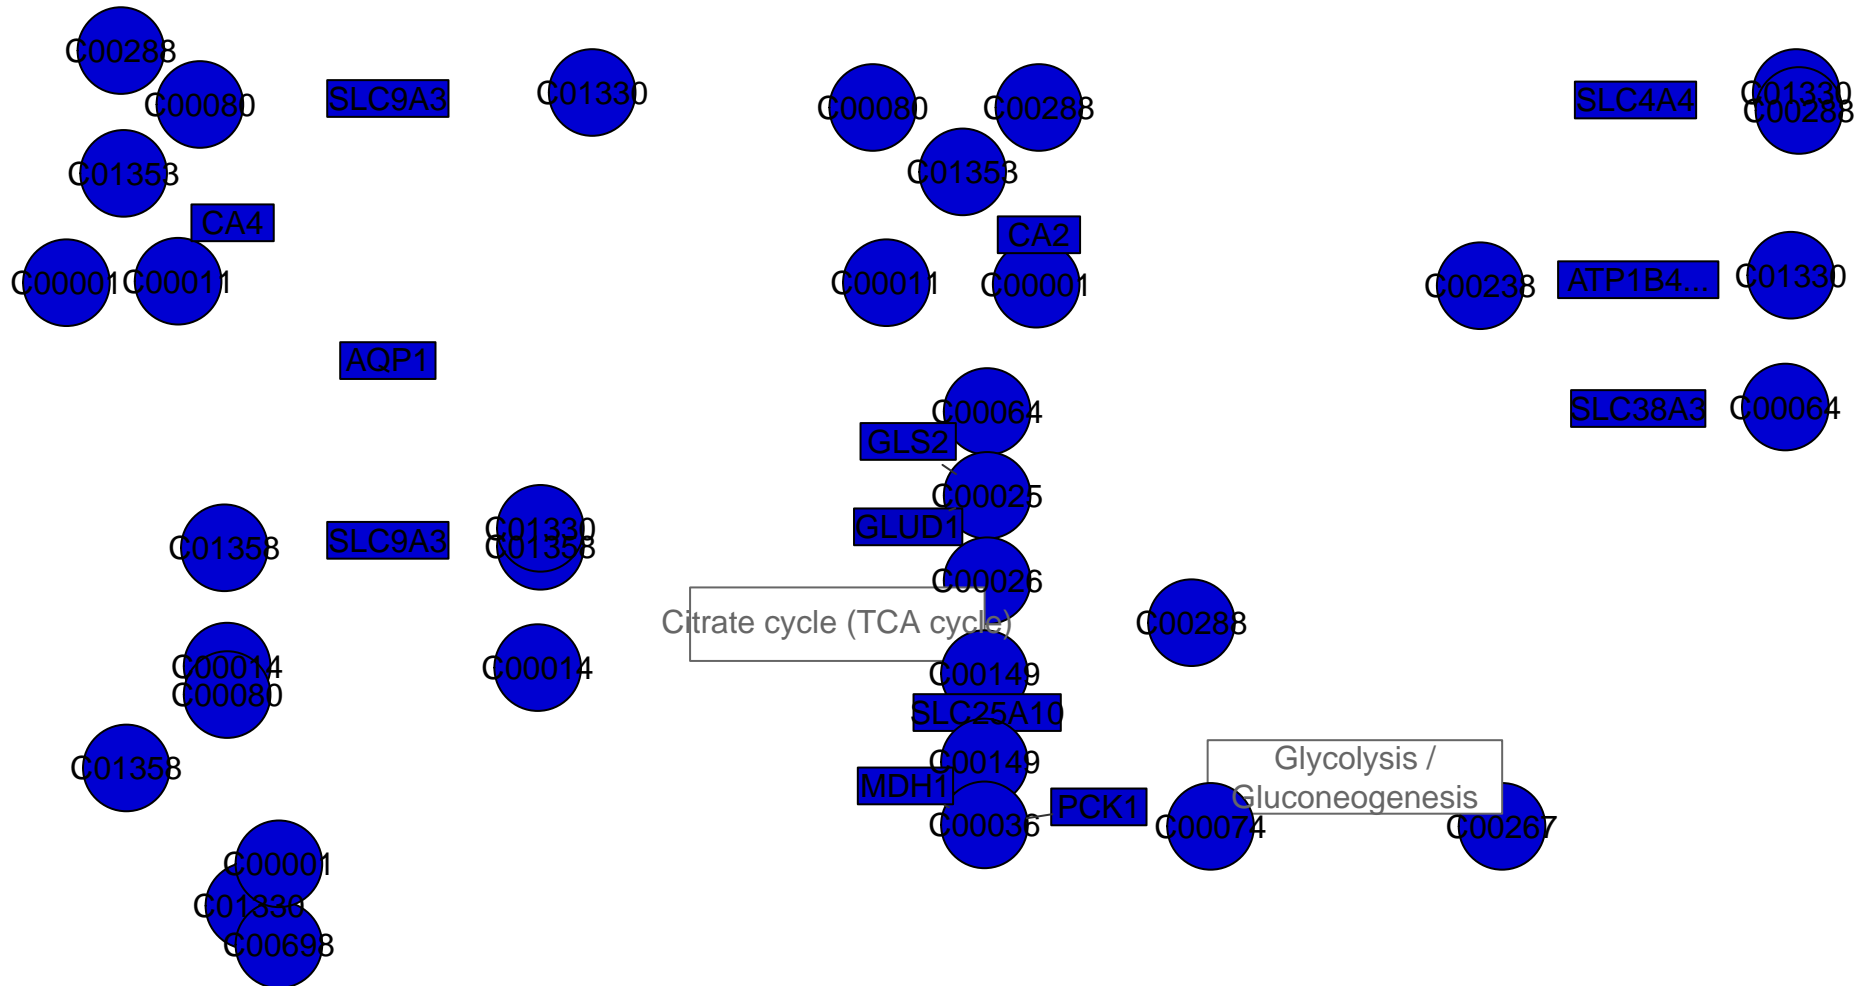 C00288
C00080
SLC9A3
C01330
C00080
C00288
SLC4A4
C01330
C00288
C01353
C01353
CA4
CA2
C00001
C00011
C00011
C00001
C00238
ATP1B4...
C01330
AQP1
C00064
SLC38A3
C00064
GLS2
C00025
C01358
SLC9A3
C01330
C01358
GLUD1
C00026
Citrate cycle (TCA cycle)
C00288
C00014
C00080
C00014
C00149
SLC25A10
C01358
C00149
MDH1
Glycolysis /
Gluconeogenesis
C00036
PCK1
C00074
C00267
C00001
C01330
C00698